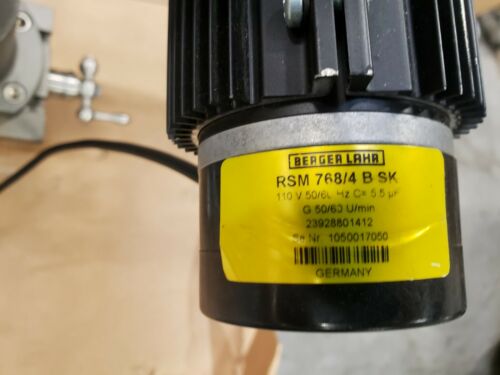 BERGER LAHR
RSM 768/4 B SK
110 V 50/60 Hz C= 5.5 µF
G 50/60 U/min
23928801412
Se Nr. 1050017050
GERMANY